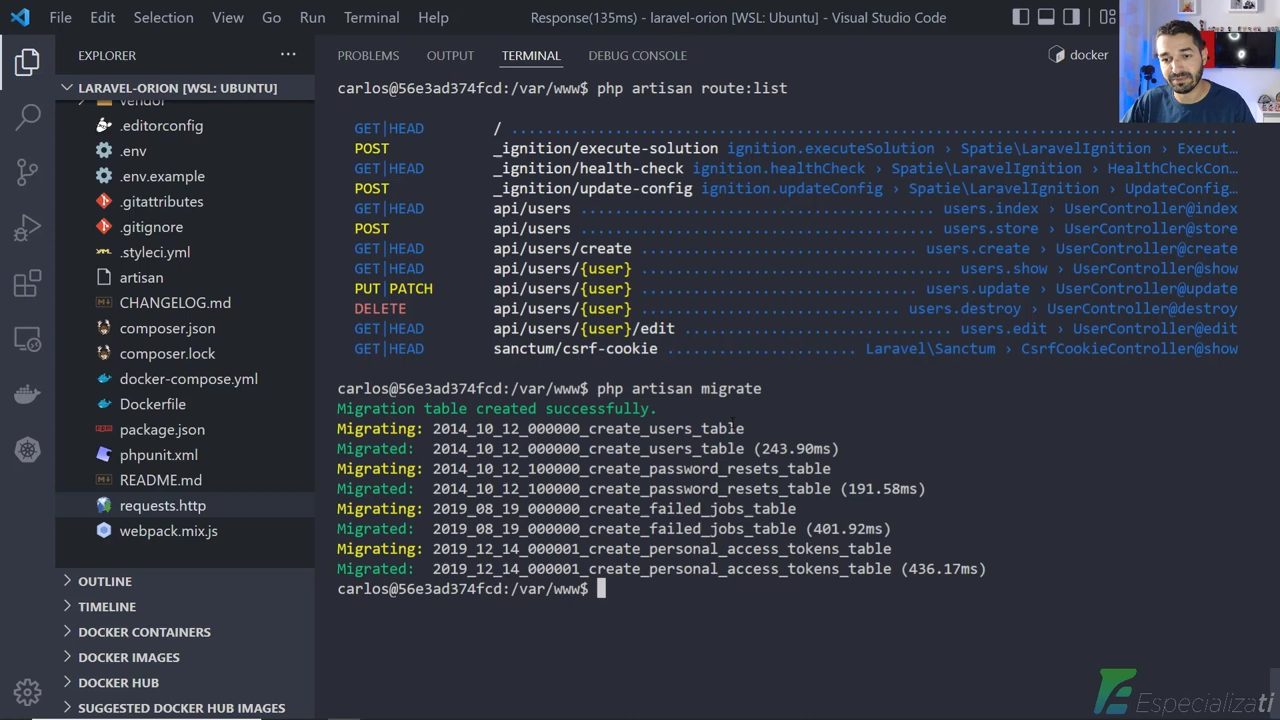 File Edit Selection View Go Run Terminal Help Response(135ms) - laravel-orion [WSL: Ubuntu] - Visual Studio Code
EXPLORER
LARAVEL-ORION [WSL: UBUNTU]
vendor
.editorconfig
.env
.env.example
.gitattributes
.gitignore
.styleci.yml
artisan
CHANGELOG.md
composer.json
composer.lock
docker-compose.yml
Dockerfile
package.json
phpunit.xml
README.md
requests.http
webpack.mix.js
OUTLINE
TIMELINE
DOCKER CONTAINERS
DOCKER IMAGES
DOCKER HUB
SUGGESTED DOCKER HUB IMAGES
PROBLEMS OUTPUT TERMINAL DEBUG CONSOLE docker
carlos@56e3ad374fcd:/var/www$ php artisan route:list
GET|HEAD / ....................................................................................
POST _ignition/execute-solution ignition.executeSolution › Spatie\LaravelIgnition › Execut…
GET|HEAD _ignition/health-check ignition.healthCheck › Spatie\LaravelIgnition › HealthCheckCon…
POST _ignition/update-config ignition.updateConfig › Spatie\LaravelIgnition › UpdateConfig…
GET|HEAD api/users ......................................... users.index › UserController@index
POST api/users ......................................... users.store › UserController@store
GET|HEAD api/users/create ................................ users.create › UserController@create
GET|HEAD api/users/{user} .................................... users.show › UserController@show
PUT|PATCH api/users/{user} ................................ users.update › UserController@update
DELETE api/users/{user} .............................. users.destroy › UserController@destroy
GET|HEAD api/users/{user}/edit ............................... users.edit › UserController@edit
GET|HEAD sanctum/csrf-cookie ...................... Laravel\Sanctum › CsrfCookieController@show
carlos@56e3ad374fcd:/var/www$ php artisan migrate
Migration table created successfully.
Migrating: 2014_10_12_000000_create_users_table
Migrated: 2014_10_12_000000_create_users_table (243.90ms)
Migrating: 2014_10_12_100000_create_password_resets_table
Migrated: 2014_10_12_100000_create_password_resets_table (191.58ms)
Migrating: 2019_08_19_000000_create_failed_jobs_table
Migrated: 2019_08_19_000000_create_failed_jobs_table (401.92ms)
Migrating: 2019_12_14_000001_create_personal_access_tokens_table
Migrated: 2019_12_14_000001_create_personal_access_tokens_table (436.17ms)
carlos@56e3ad374fcd:/var/www$
Especializati